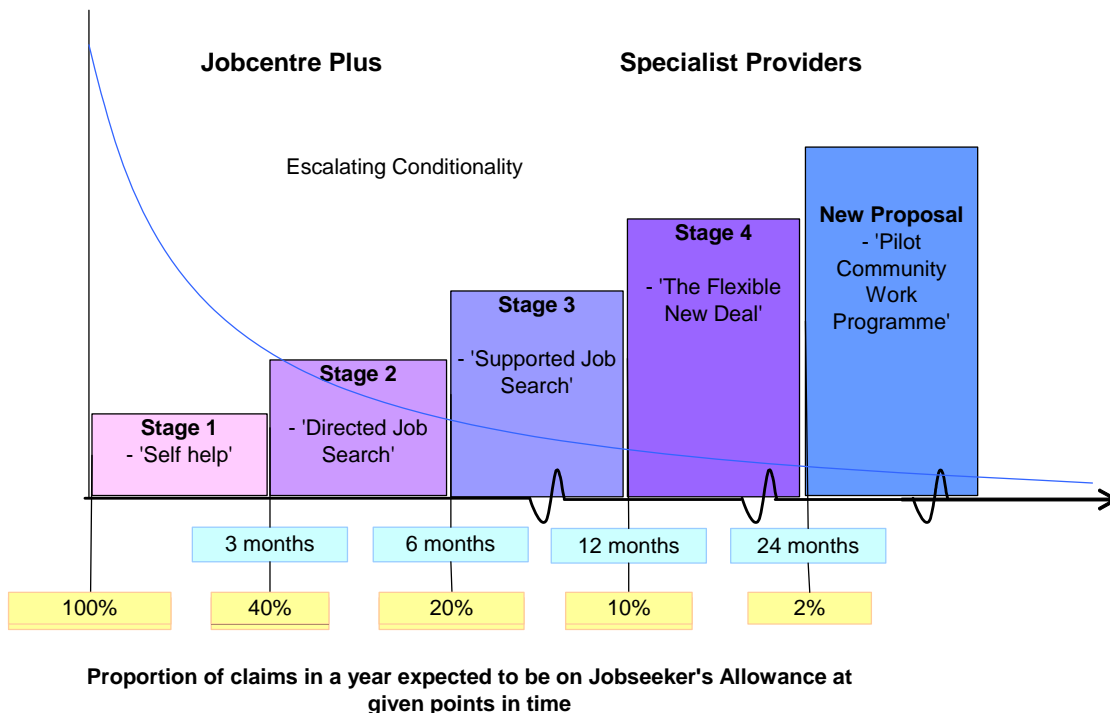 Jobcentre Plus
Specialist Providers
Escalating Conditionality
Stage 1
- 'Self help'
Stage 2
- 'Directed Job
Search'
Stage 3
- 'Supported Job
Search'
Stage 4
- 'The Flexible
New Deal'
New Proposal
- 'Pilot
Community
Work
Programme'
3 months
6 months
12 months
24 months
100%
40%
20%
10%
2%
Proportion of claims in a year expected to be on Jobseeker's Allowance at
given points in time